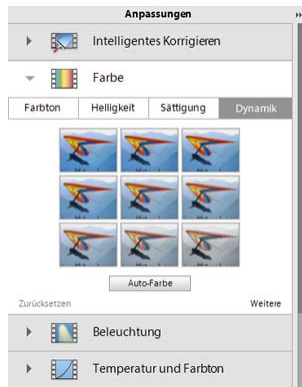 Anpassungen
Intelligentes Korrigieren
Farbe
Farbton Helligkeit Sättigung Dynamik
Auto-Farbe
Zurücksetzen Weitere
Beleuchtung
Temperatur und Farbton